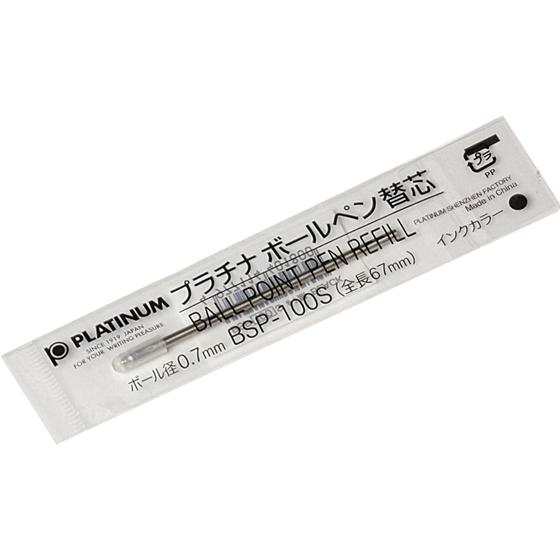 PLATINUM
SINCE 1919, JAPAN
FOR YOUR WRITING PLEASURE
プラチナ ボールペン替芯
BALL POINT PEN REFILL
ボール径0.7mm BSP-100S (全長67mm)
プラ
PP
PLATINUM SHENZHEN FACTORY
Made in China
インクカラー